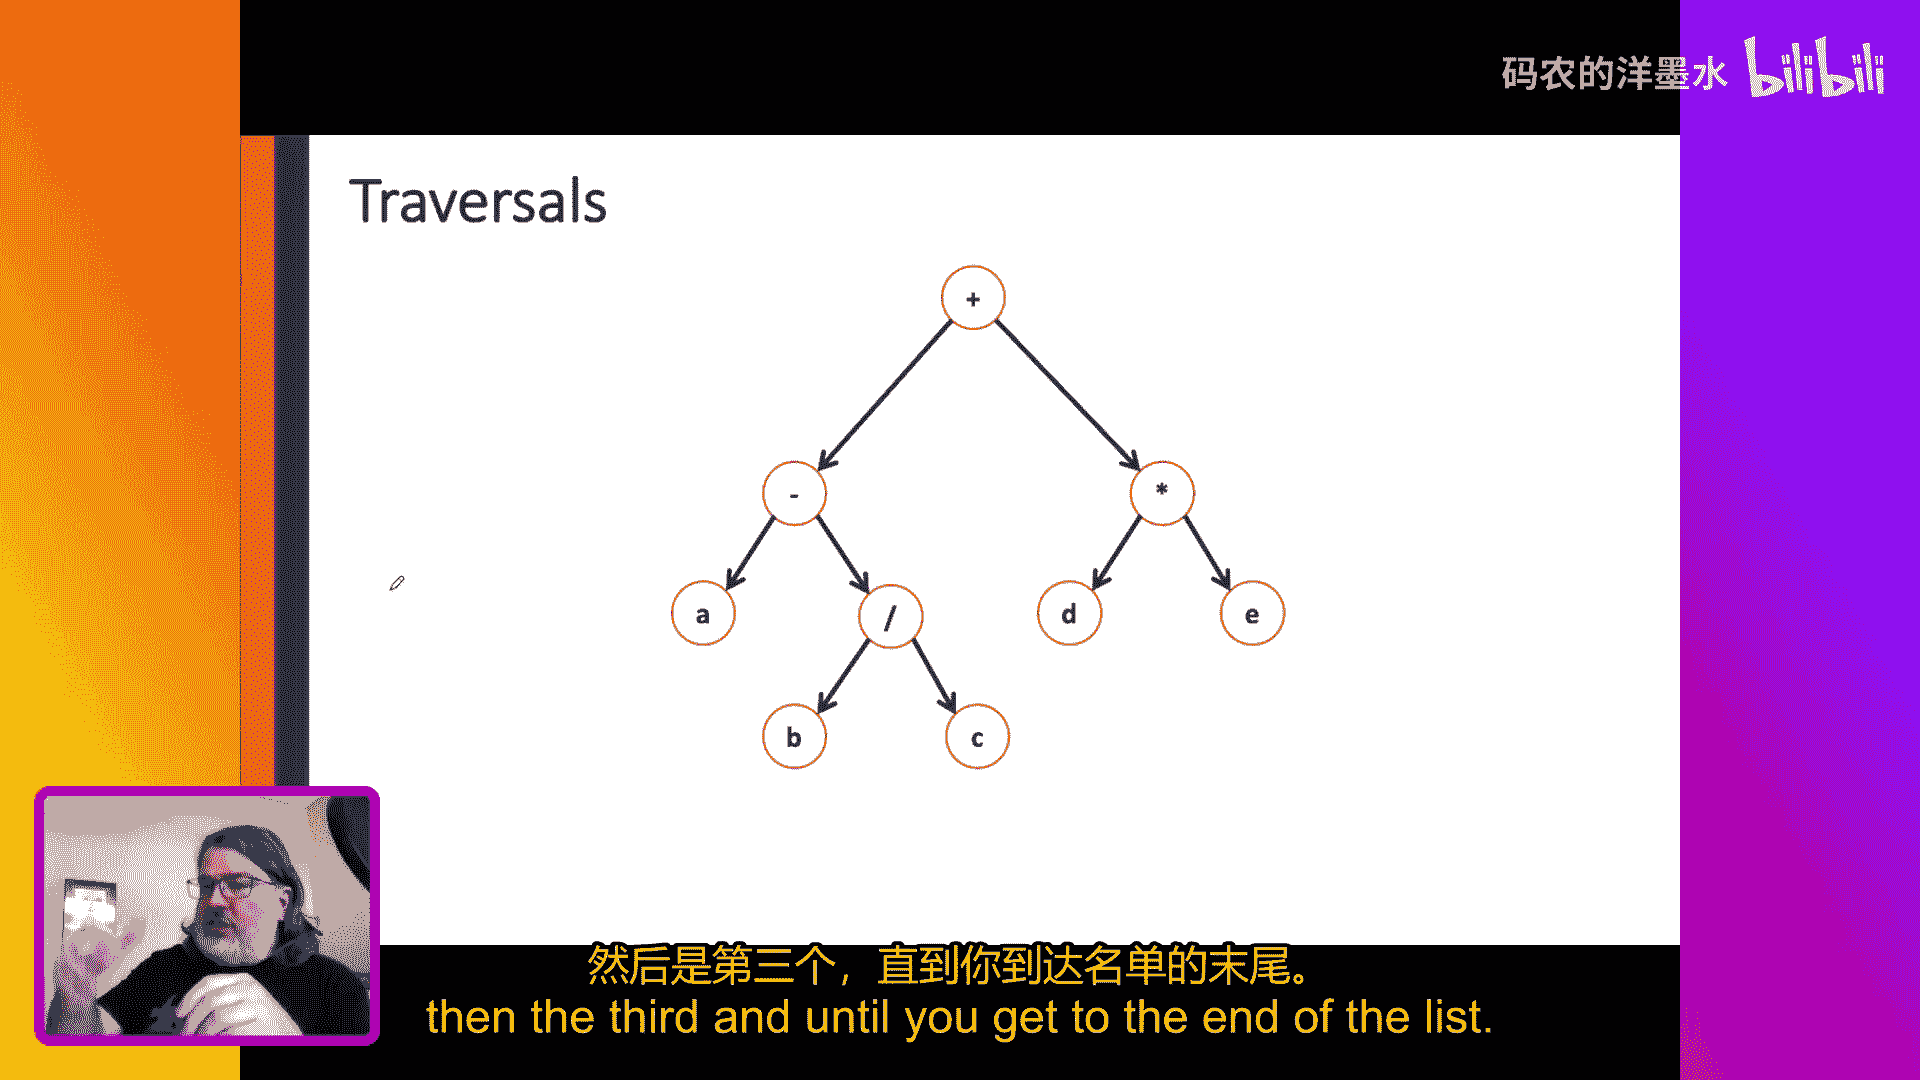 码农的洋墨水 bilibili
Traversals
+
- *
a / d e
b c
然后是第三个，直到你到达名单的末尾。
then the third and until you get to the end of the list.